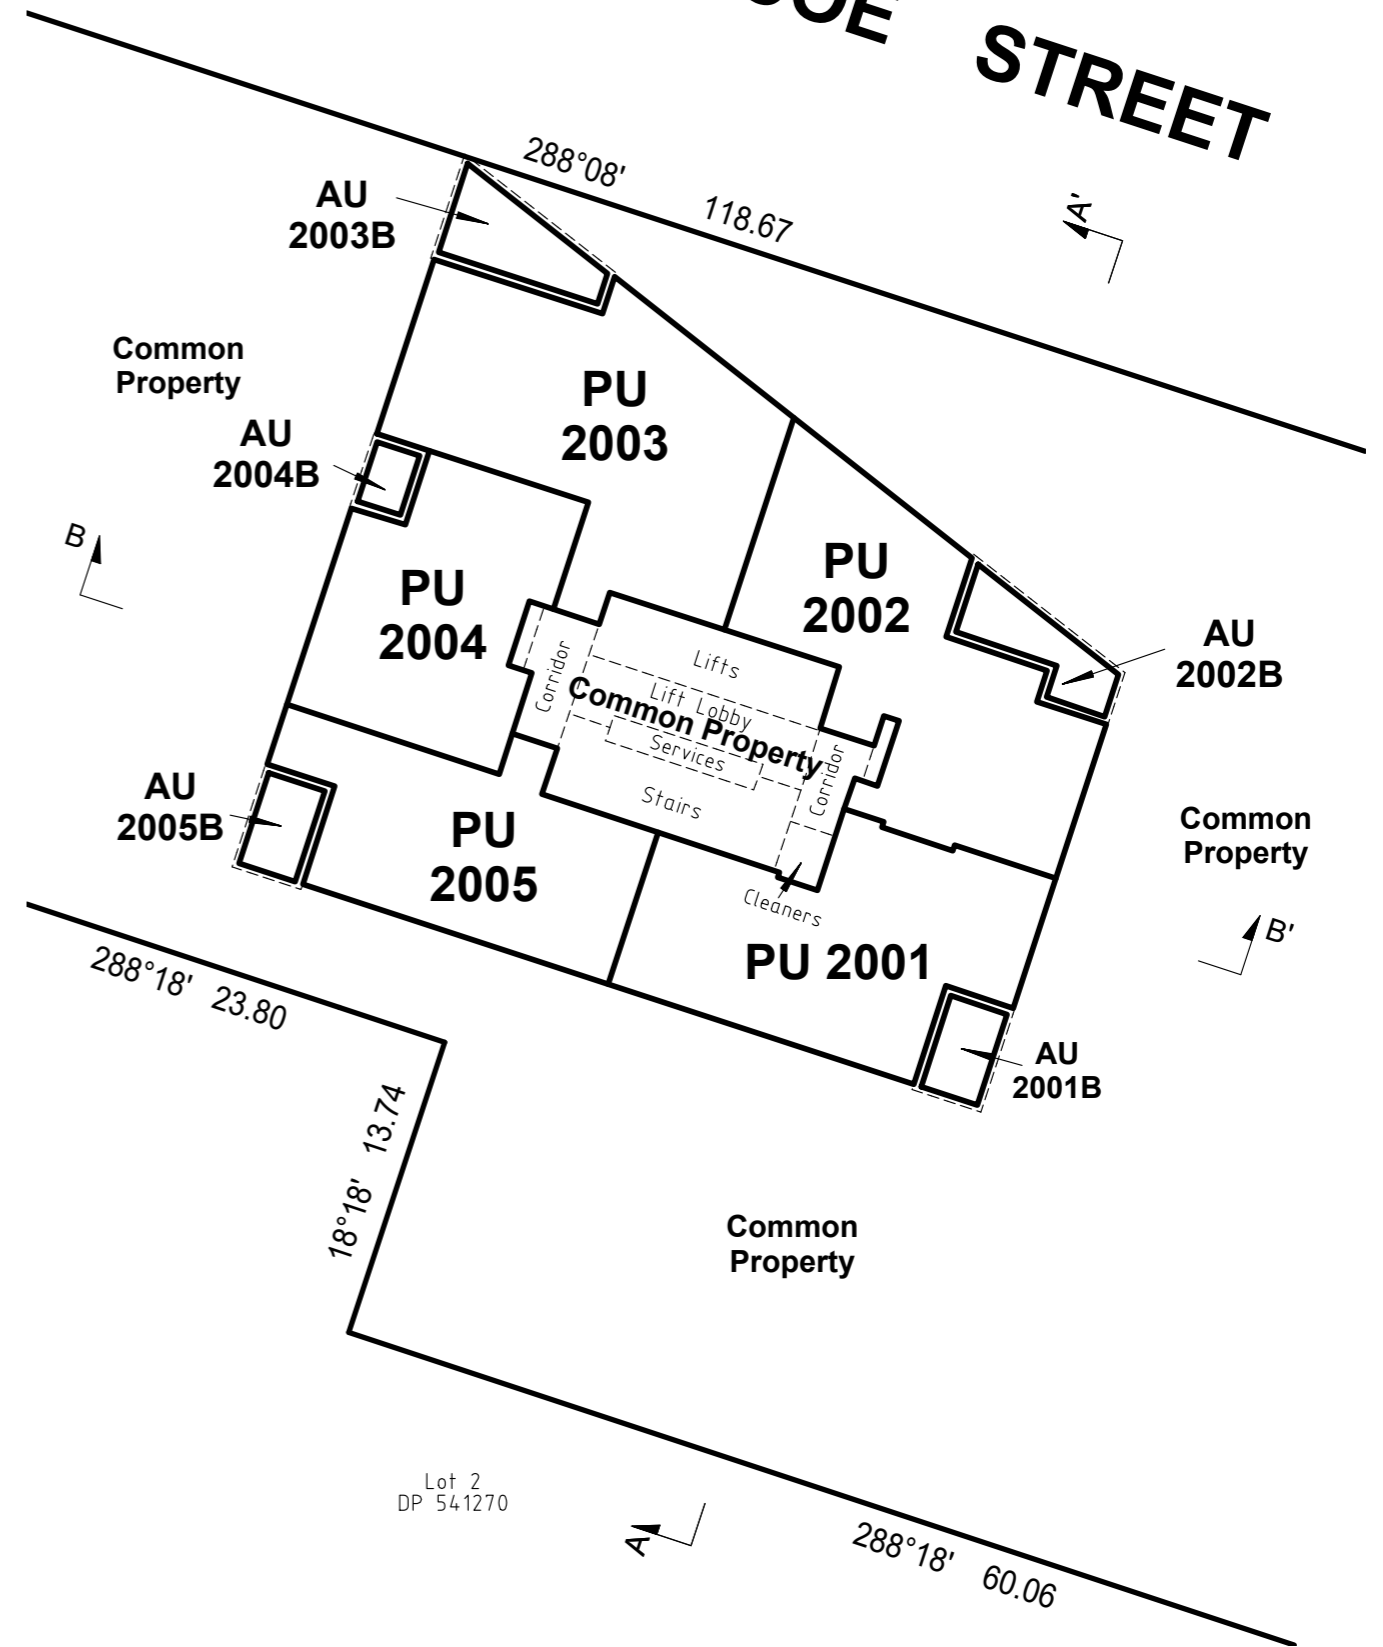 STREET
288°08' 118.67
A'
AU
2003B
Common
Property
PU
2003
AU
2004B
B
PU
2004
PU
2002
AU
2002B
Corridor
Lifts
Lift Lobby
Common Property
Services
Corridor
Stairs
AU
2005B
PU
2005
Cleaners
Common
Property
B'
PU 2001
AU
2001B
288°18' 23.80
18°18' 13.74
Common
Property
Lot 2
DP 541270
A
288°18' 60.06